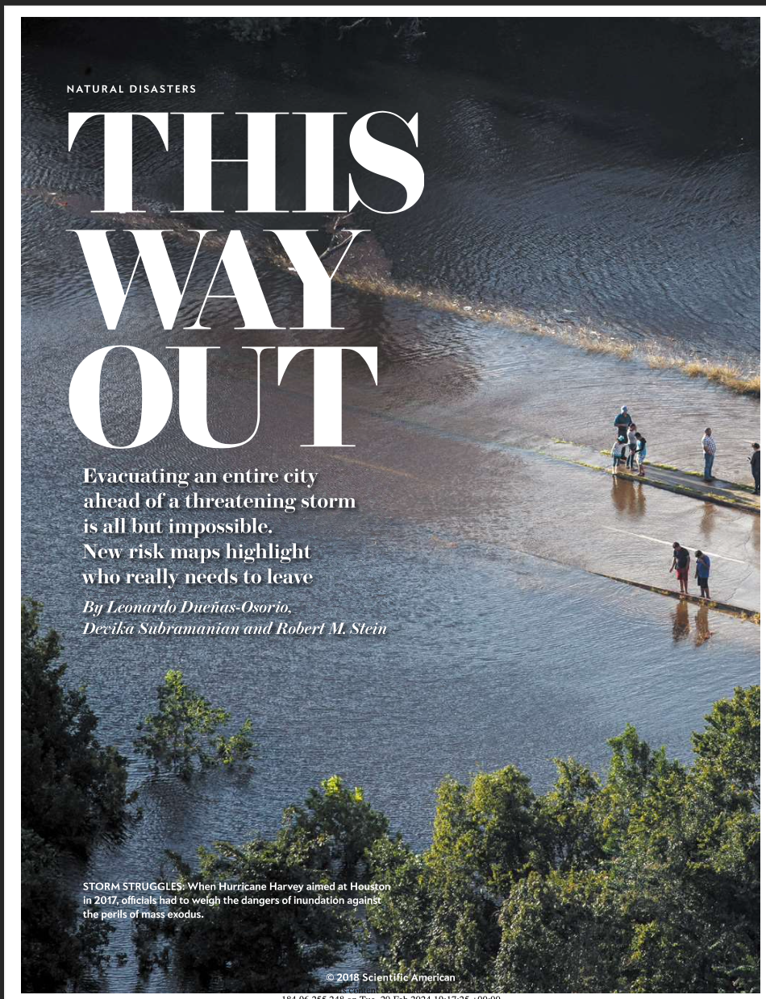 NATURAL DISASTERS
THIS
WAY
OUT
Evacuating an entire city
ahead of a threatening storm
is all but impossible.
New risk maps highlight
who really needs to leave
By Leonardo Dueñas-Osorio,
Devika Subramanian and Robert M. Stein
STORM STRUGGLES: When Hurricane Harvey aimed at Houston
in 2017, officials had to weigh the dangers of inundation against
the perils of mass exodus.
© 2018 Scientific American
content